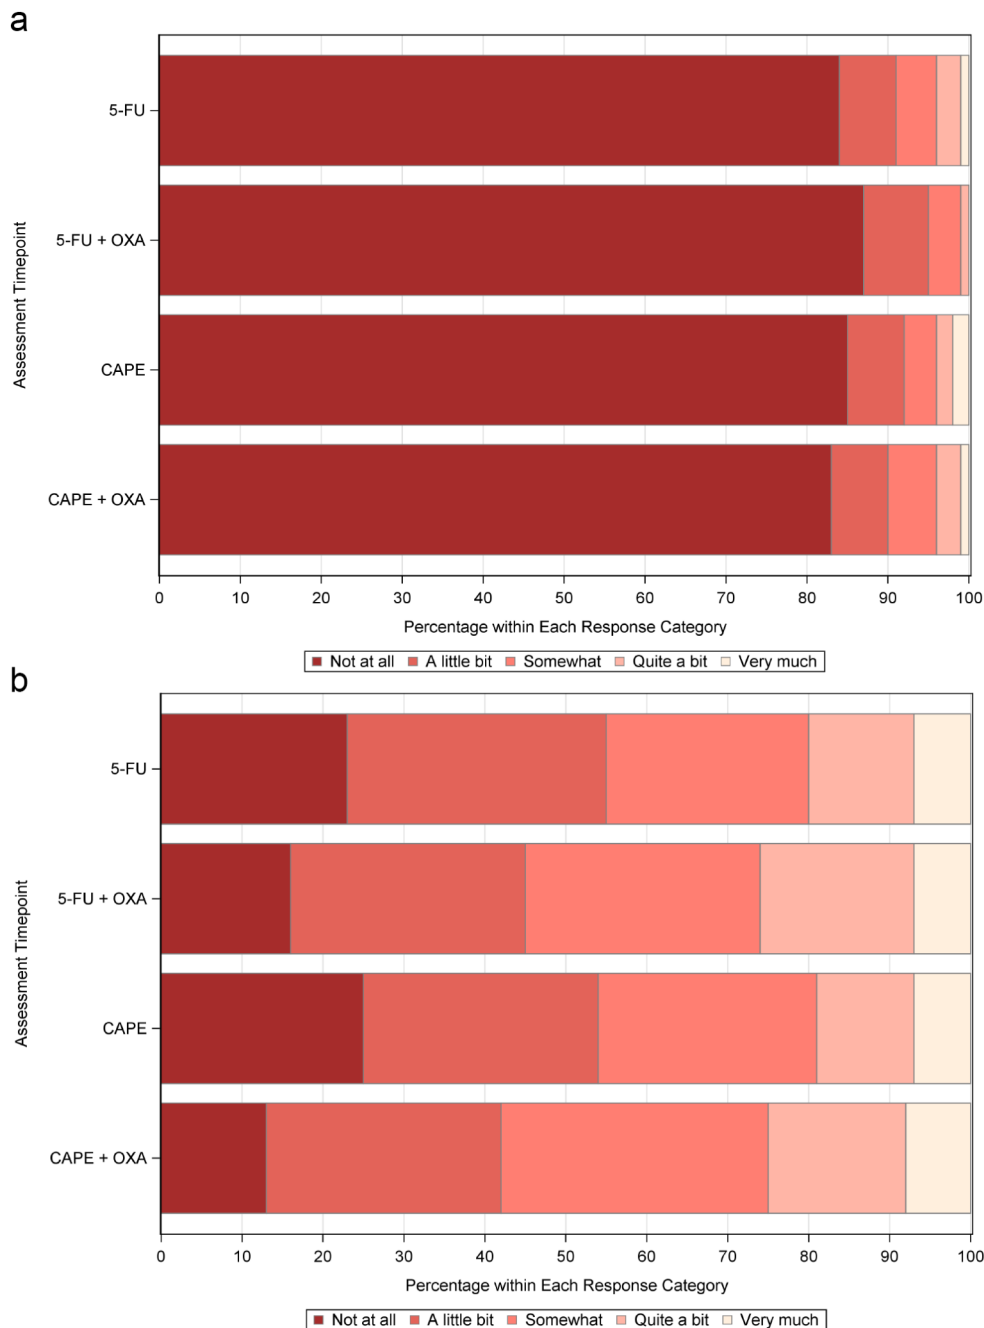 a
Assessment Timepoint
5-FU
5-FU + OXA
CAPE
CAPE + OXA
0 10 20 30 40 50 60 70 80 90 100
Percentage within Each Response Category
Not at all A little bit Somewhat Quite a bit Very much
b
Assessment Timepoint
5-FU
5-FU + OXA
CAPE
CAPE + OXA
0 10 20 30 40 50 60 70 80 90 100
Percentage within Each Response Category
Not at all A little bit Somewhat Quite a bit Very much